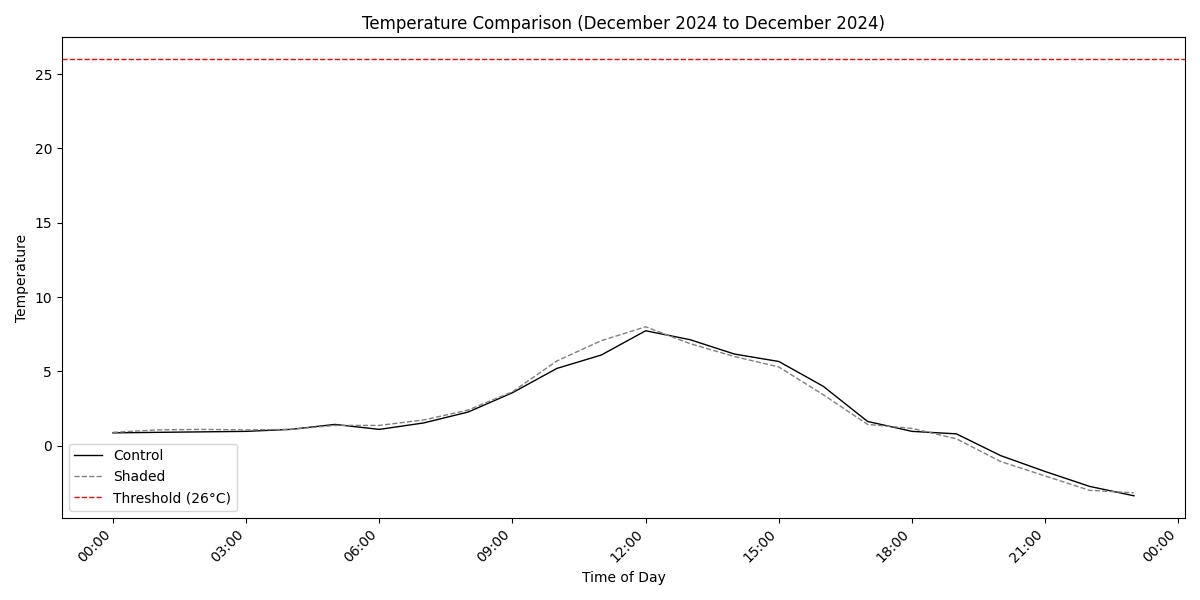 Temperature Comparison (December 2024 to December 2024)
Temperature
25
20
15
10
5
0
Control
Shaded
Threshold (26°C)
00:00
03:00
06:00
09:00
12:00
15:00
18:00
21:00
00:00
Time of Day